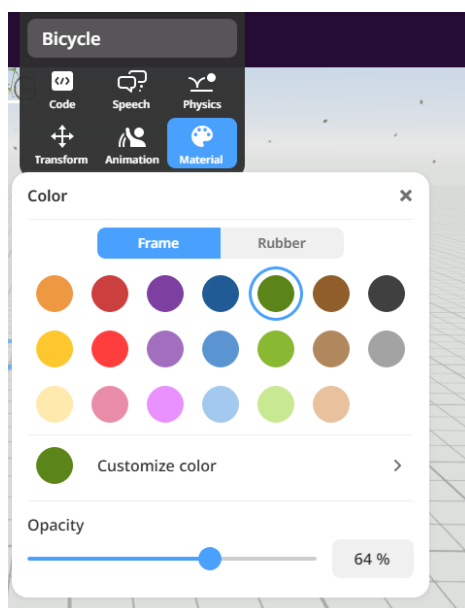 Bicycle
Code Speech Physics
Transform Animation Material
Color
Frame Rubber
Customize color
Opacity
64 %